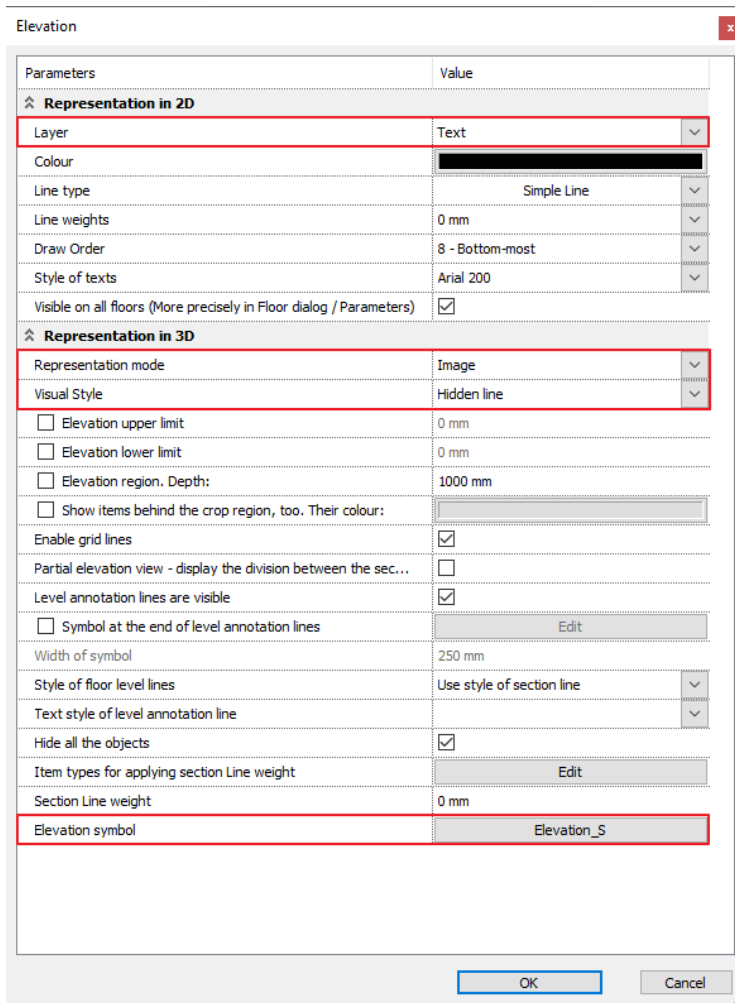 Elevation
x
Parameters Value
Representation in 2D
Layer Text
Colour
Line type Simple Line
Line weights 0 mm
Draw Order 8 - Bottom-most
Style of texts Arial 200
Visible on all floors (More precisely in Floor dialog / Parameters)
Representation in 3D
Representation mode Image
Visual Style Hidden line
Elevation upper limit 0 mm
Elevation lower limit 0 mm
Elevation region. Depth: 1000 mm
Show items behind the crop region, too. Their colour:
Enable grid lines
Partial elevation view - display the division between the sec...
Level annotation lines are visible
Symbol at the end of level annotation lines Edit
Width of symbol 250 mm
Style of floor level lines Use style of section line
Text style of level annotation line
Hide all the objects
Item types for applying section Line weight Edit
Section Line weight 0 mm
Elevation symbol Elevation_S
OK Cancel